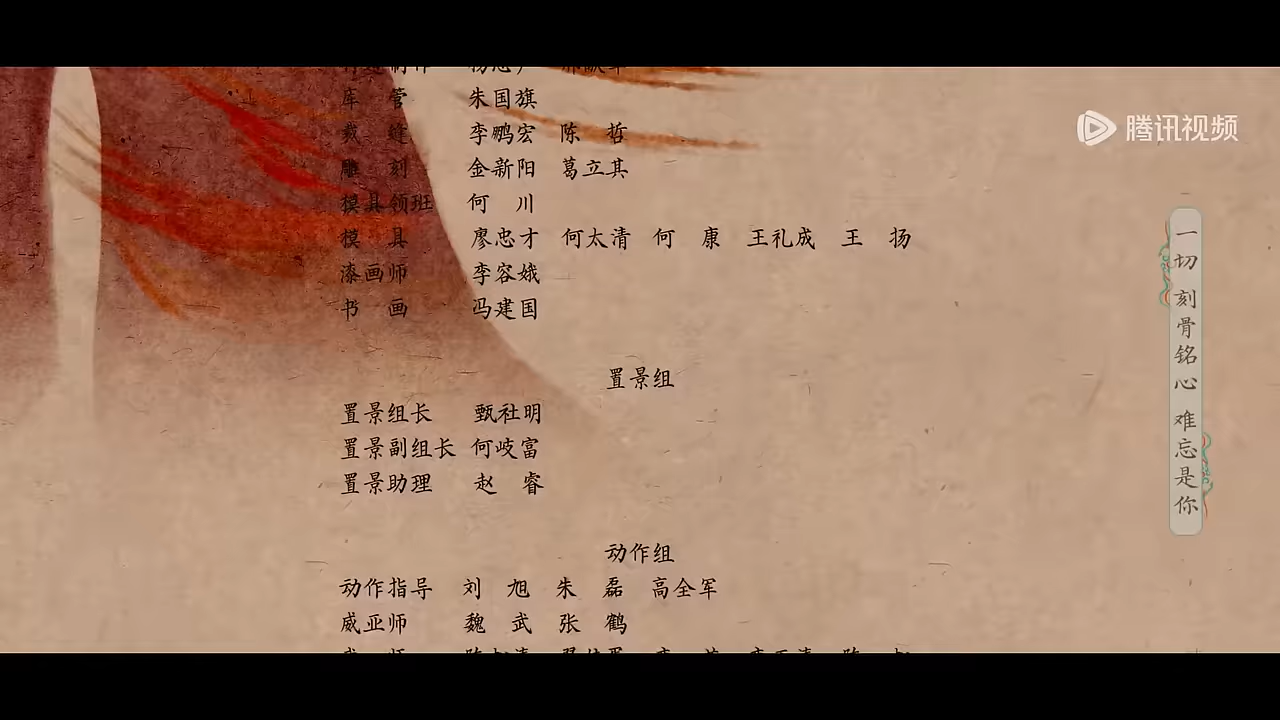 库 管 朱国旗
裁 缝 李鹏宏 陈 哲
雕 刻 金新阳 葛立其
模具领班 何 川
模 具 廖忠才 何太清 何 康 王礼成 王 扬
漆画师 李容娥
书 画 冯建国
置景组
置景组长 甄社明
置景副组长 何岐富
置景助理 赵 睿
动作组
动作指导 刘 旭 朱 磊 高全军
威亚师 魏 武 张 鹤
腾讯视频
一切 刻骨铭心 难忘是你